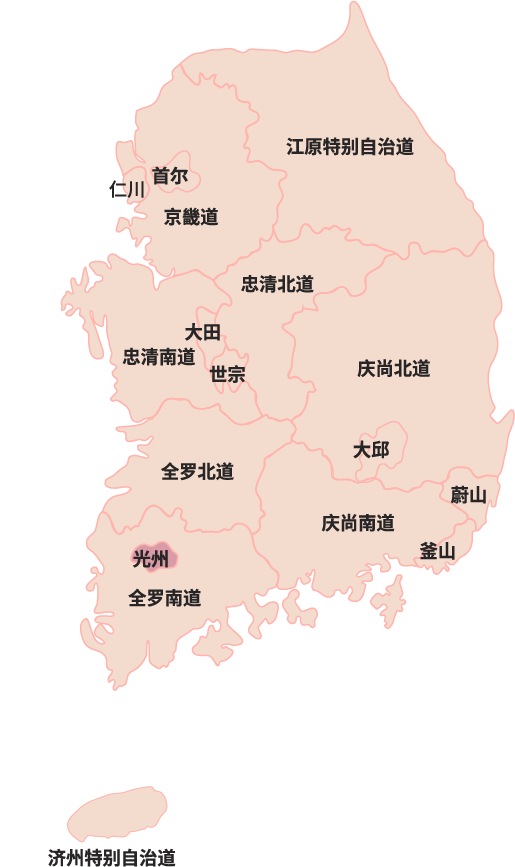 江原特别自治道
首尔
仁川
京畿道
忠清北道
大田
忠清南道
世宗
庆尚北道
大邱
全罗北道
蔚山
庆尚南道
釜山
光州
全罗南道
济州特别自治道